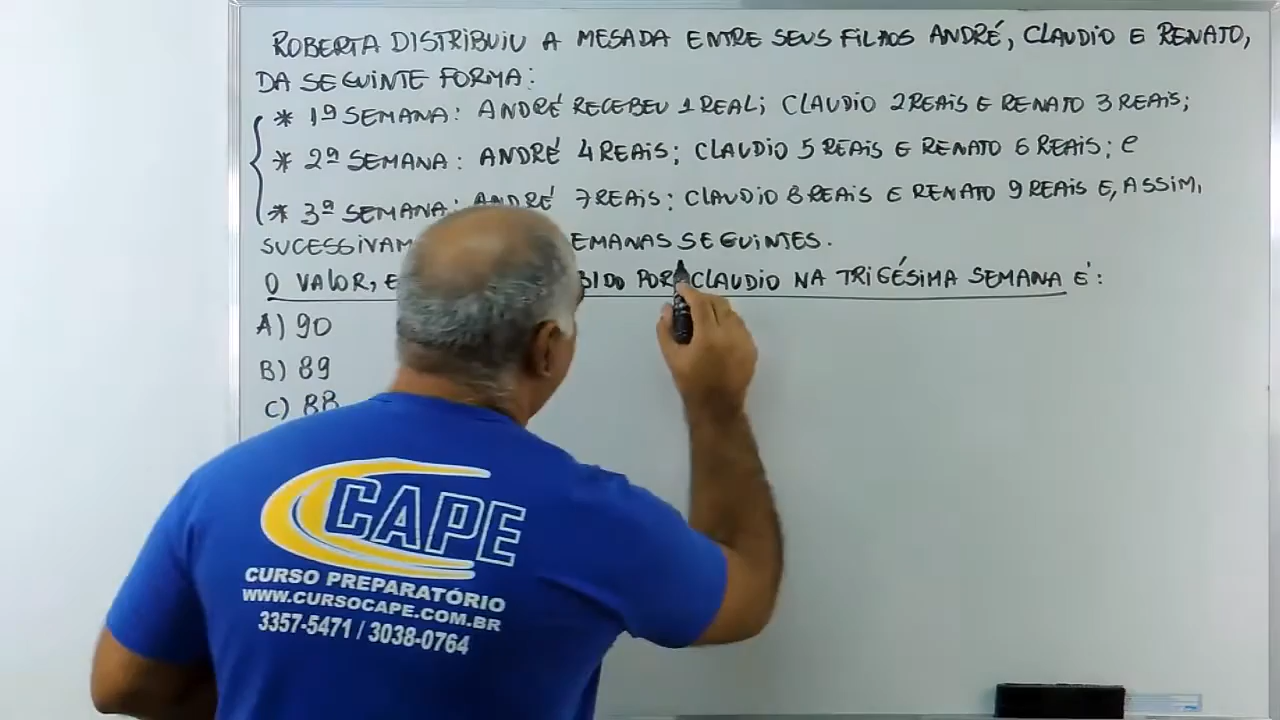 ROBERTA DISTRIBUIU A MESADA ENTRE SEUS FILHOS ANDRÉ, CLAUDIO E RENATO,
DA SEGUINTE FORMA:
* 1ª SEMANA: ANDRÉ RECEBEU 1 REAL; CLAUDIO 2 REAIS E RENATO 3 REAIS;
* 2ª SEMANA: ANDRÉ 4 REAIS; CLAUDIO 5 REAIS E RENATO 6 REAIS; e
* 3ª SEMANA: ANDRÉ 7 REAIS; CLAUDIO 8 REAIS E RENATO 9 REAIS E, ASSIM,
SUCESSIVAM EMANAS SEGUINTES.
O VALOR, E BIDO POR CLAUDIO NA TRIGÉSIMA SEMANA É:
A) 90
B) 89
C) 88
CAPE
CURSO PREPARATÓRIO
WWW.CURSOCAPE.COM.BR
3357-5471 / 3038-0764